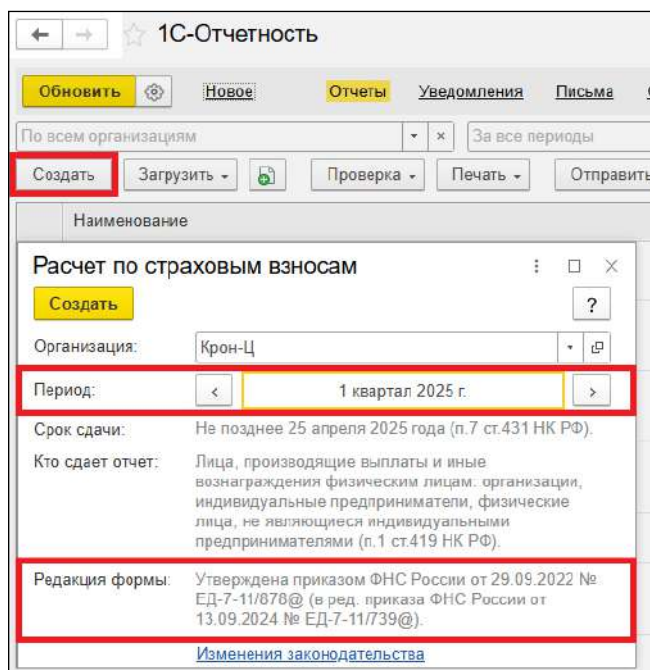 1С-Отчетность
Обновить Новое Отчеты Уведомления Письма
По всем организациям За все периоды
Создать Загрузить Проверка Печать Отправить
Наименование
Расчет по страховым взносам
Создать ?
Организация: Крон-Ц
Период: < 1 квартал 2025 г. >
Срок сдачи: Не позднее 25 апреля 2025 года (п.7 ст.431 НК РФ).
Кто сдает отчет: Лица, производящие выплаты и иные
вознаграждения физическим лицам: организации,
индивидуальные предприниматели, физические
лица, не являющиеся индивидуальными
предпринимателями (п.1 ст.419 НК РФ).
Редакция формы: Утверждена приказом ФНС России от 29.09.2022 №
ЕД-7-11/878@ (в ред. приказа ФНС России от
13.09.2024 № ЕД-7-11/739@).
Изменения законодательства